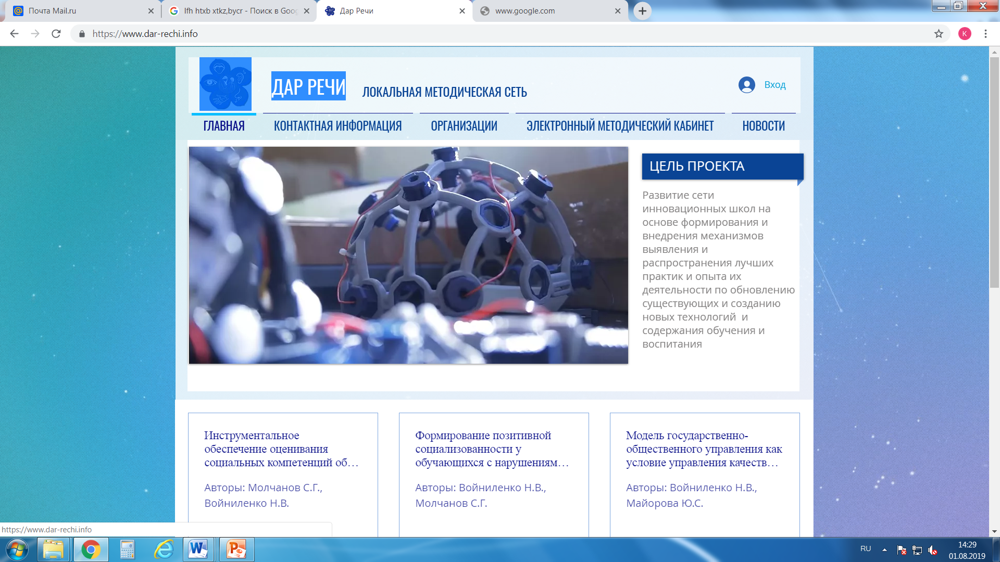 Почта Mail.ru
lfh htxb xtkz,bycr - Поиск в Goo
Дар Речи
www.google.com
https://www.dar-rechi.info
K
ДАР РЕЧИ
ЛОКАЛЬНАЯ МЕТОДИЧЕСКАЯ СЕТЬ
Вход
ГЛАВНАЯ
КОНТАКТНАЯ ИНФОРМАЦИЯ
ОРГАНИЗАЦИИ
ЭЛЕКТРОННЫЙ МЕТОДИЧЕСКИЙ КАБИНЕТ
НОВОСТИ
ЦЕЛЬ ПРОЕКТА
Развитие сети
инновационных школ на
основе формирования и
внедрения механизмов
выявления и
распространения лучших
практик и опыта их
деятельности по обновлению
существующих и созданию
новых технологий  и
содержания обучения и
воспитания
Инструментальное
обеспечение оценивания
социальных компетенций об…
Авторы: Молчанов С.Г.,
Войниленко Н.В.
Формирование позитивной
социализованности у
обучающихся с нарушениям…
Авторы: Войниленко Н.В.,
Молчанов С.Г.
Модель государственно-
общественного управления как
условие управления качеств…
Авторы: Войниленко Н.В.,
Майорова Ю.С.
https://www.dar-rechi.info
RU
14:29
01.08.2019